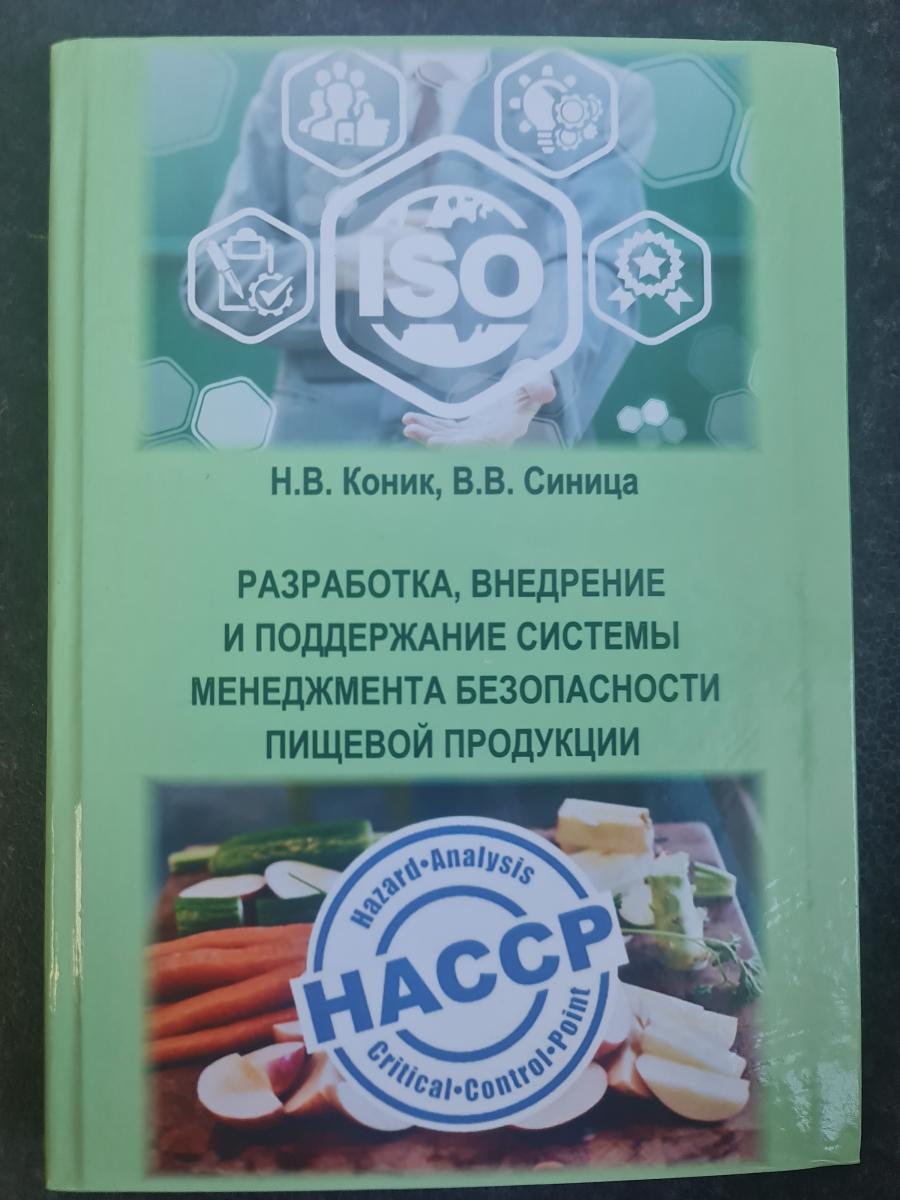 ISO
Н.В. Коник, В.В. Синица
РАЗРАБОТКА, ВНЕДРЕНИЕ
И ПОДДЕРЖАНИЕ СИСТЕМЫ
МЕНЕДЖМЕНТА БЕЗОПАСНОСТИ
ПИЩЕВОЙ ПРОДУКЦИИ
Hazard•Analysis
HACCP
Critical•Control•Point